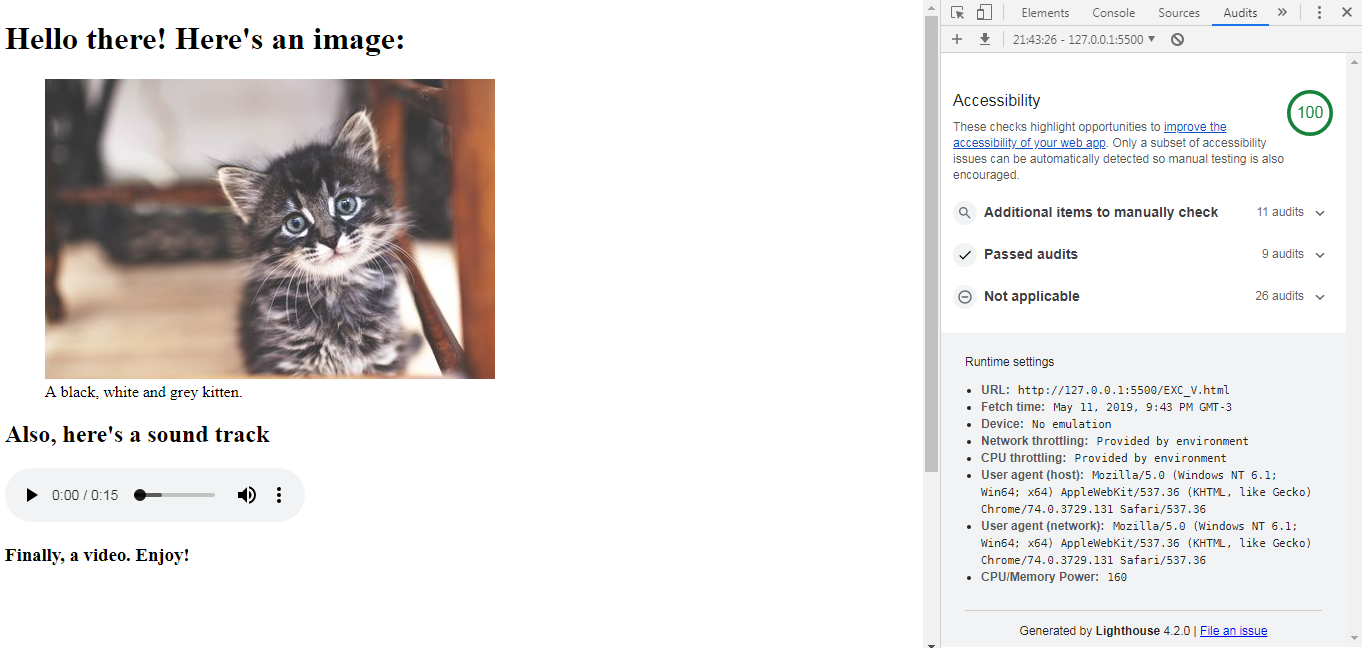 Hello there! Here's an image:
A black, white and grey kitten.
Also, here's a sound track
0:00 / 0:15
Finally, a video. Enjoy!
Elements Console Sources Audits »
21:43:26 - 127.0.0.1:5500
Accessibility
100
These checks highlight opportunities to improve the
accessibility of your web app. Only a subset of accessibility
issues can be automatically detected so manual testing is also
encouraged.
Additional items to manually check 11 audits
Passed audits 9 audits
Not applicable 26 audits
Runtime settings
URL: http://127.0.0.1:5500/EXC_V.html
Fetch time: May 11, 2019, 9:43 PM GMT-3
Device: No emulation
Network throttling: Provided by environment
CPU throttling: Provided by environment
User agent (host): Mozilla/5.0 (Windows NT 6.1;
Win64; x64) AppleWebKit/537.36 (KHTML, like Gecko)
Chrome/74.0.3729.131 Safari/537.36
User agent (network): Mozilla/5.0 (Windows NT 6.1;
Win64; x64) AppleWebKit/537.36 (KHTML, like Gecko)
Chrome/74.0.3729.131 Safari/537.36
CPU/Memory Power: 160
Generated by Lighthouse 4.2.0 | File an issue